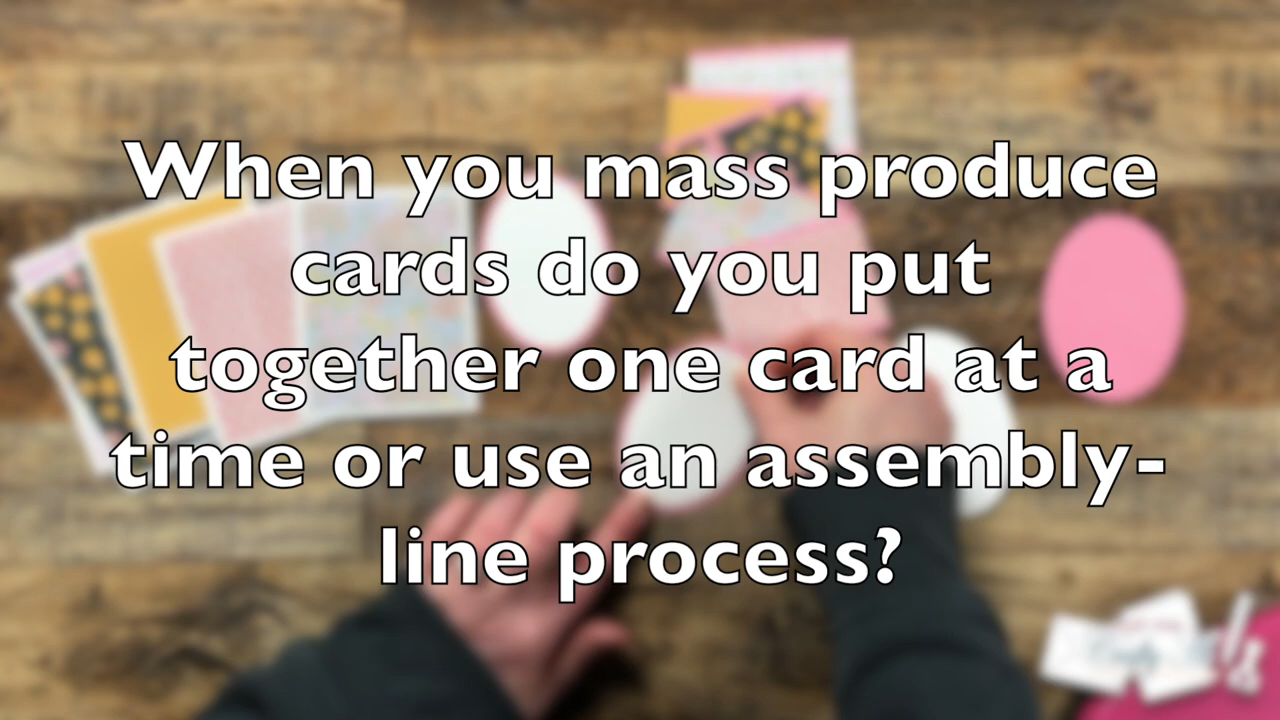 When you mass produce
cards do you put
together one card at a
time or use an assembly-
line process?